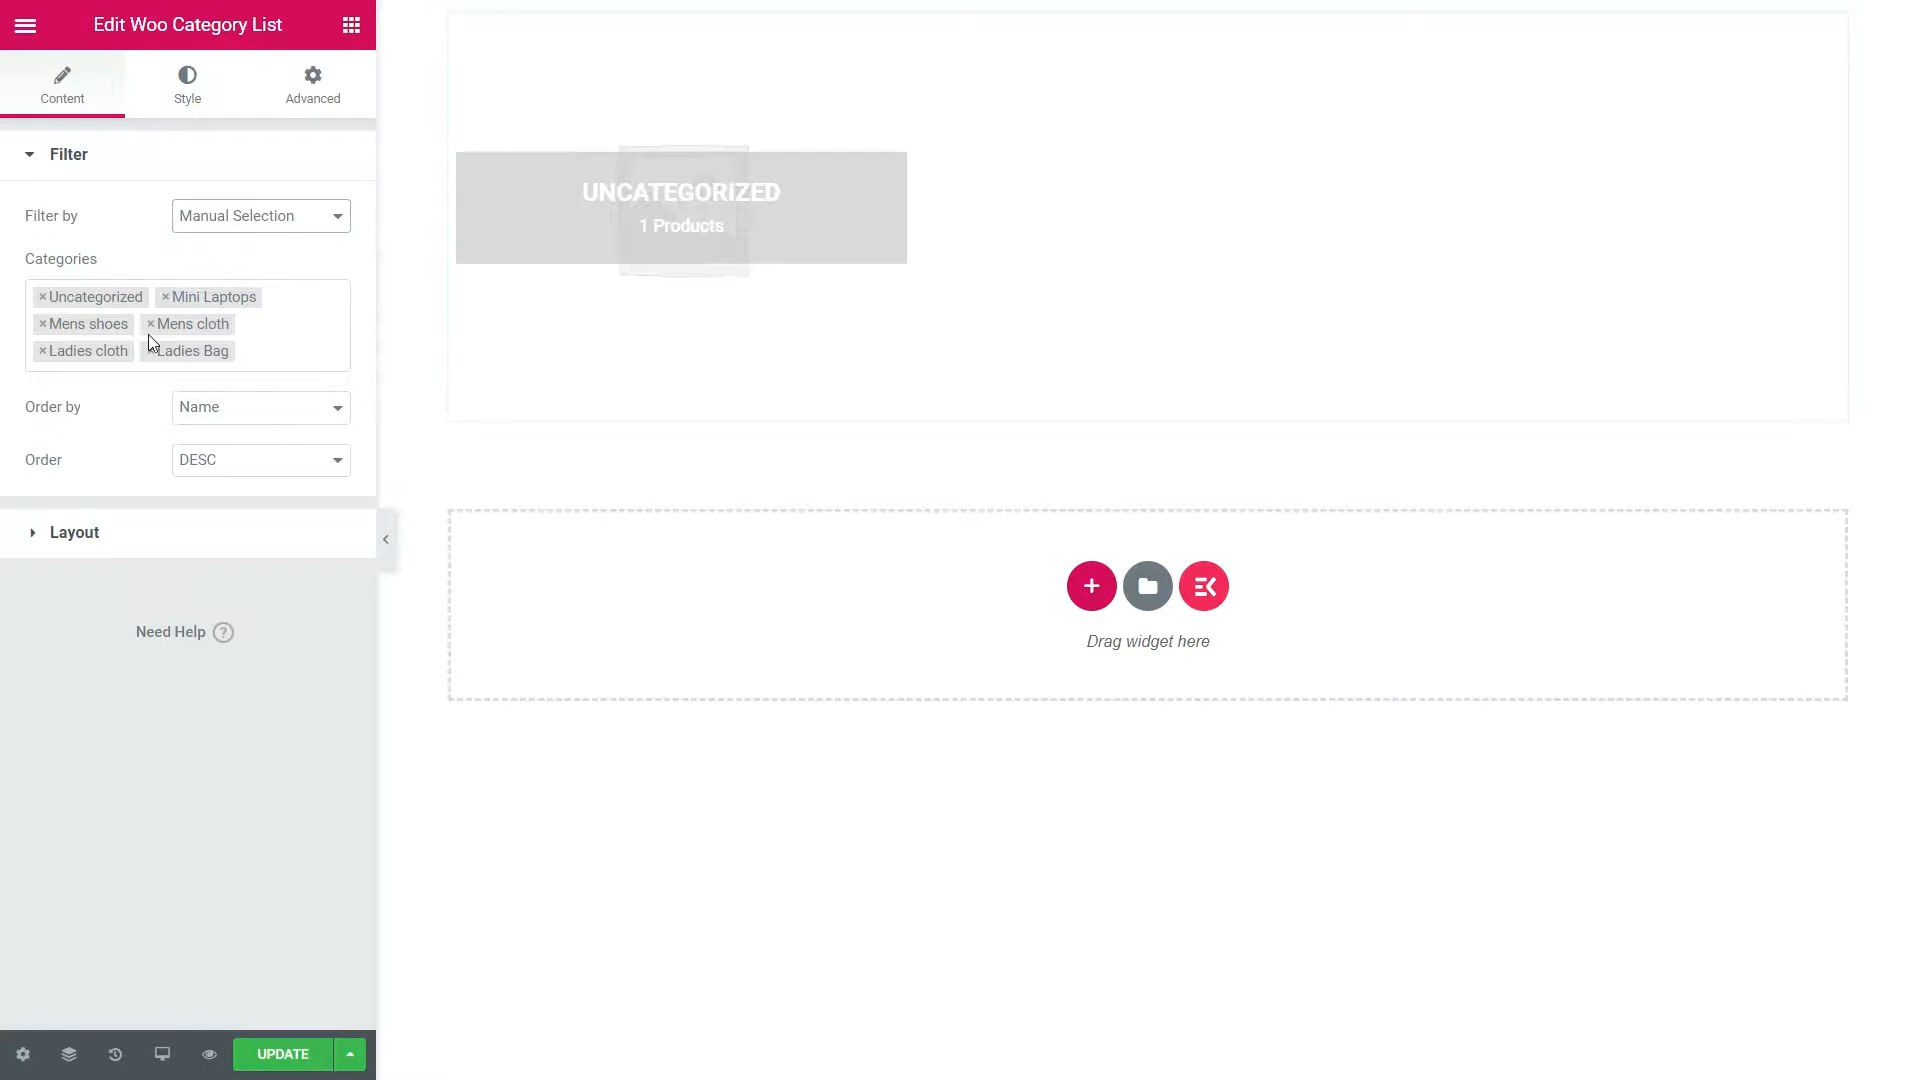 Edit Woo Category List
Content
Style
Advanced
Filter
Filter by
Manual Selection
Categories
×Uncategorized ×Mini Laptops
×Mens shoes ×Mens cloth
×Ladies cloth ×Ladies Bag
Order by
Name
Order
DESC
Layout
Need Help ?
UPDATE
UNCATEGORIZED
1 Products
Drag widget here